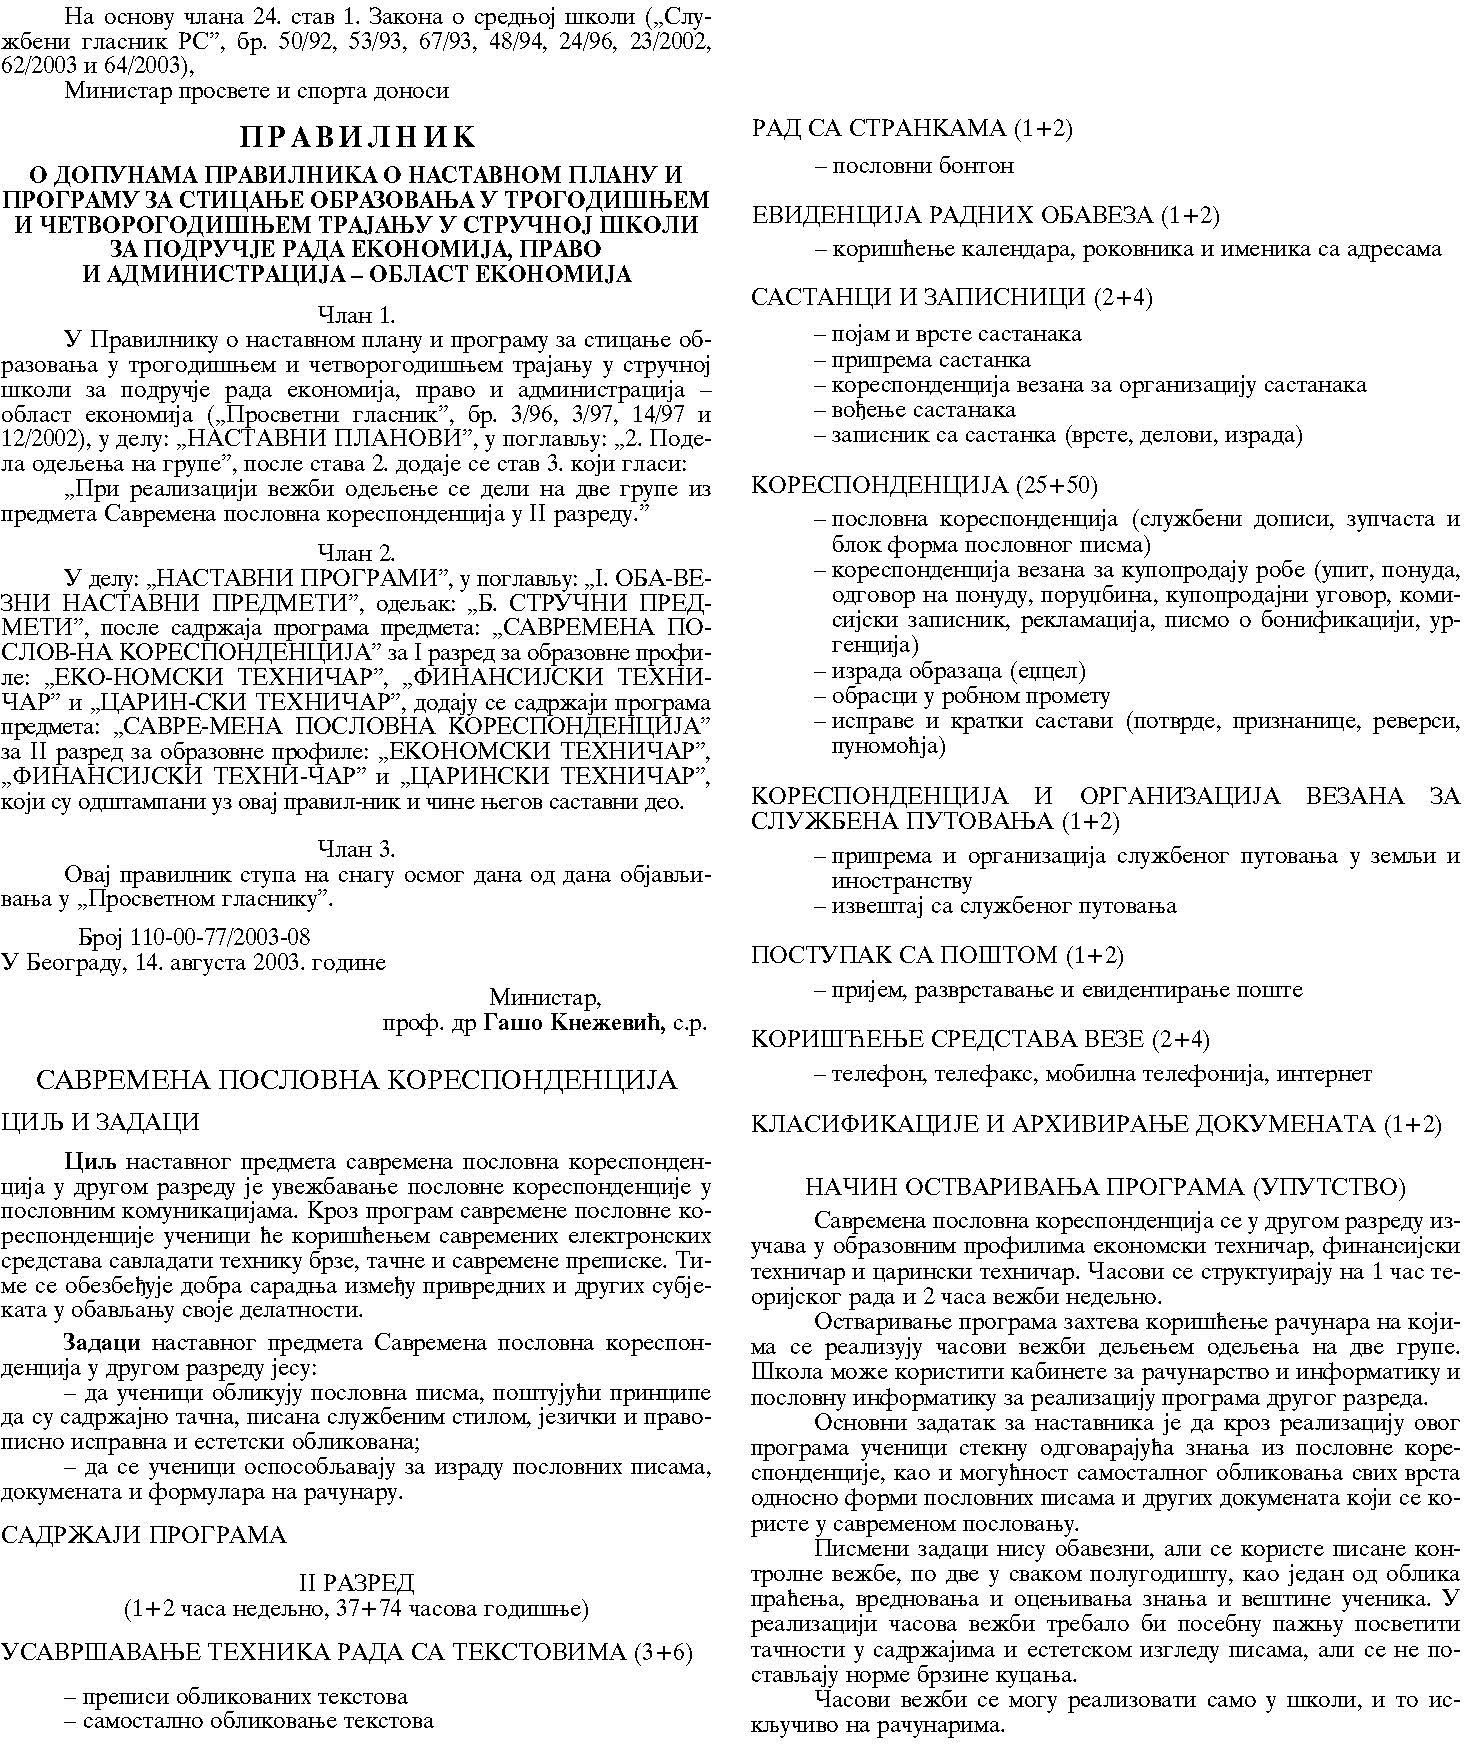 На основу члана 24. став 1. Закона о средњој школи („Слу-
жбени гласник РС”, бр. 50/92, 53/93, 67/93, 48/94, 24/96, 23/2002,
62/2003 и 64/2003),
Министар просвете и спорта доноси
ПРАВИЛНИК
О ДОПУНАМА ПРАВИЛНИКА О НАСТАВНОМ ПЛАНУ И
ПРОГРАМУ ЗА СТИЦАЊЕ ОБРАЗОВАЊА У ТРОГОДИШЊЕМ
И ЧЕТВОРОГОДИШЊЕМ ТРАЈАЊУ У СТРУЧНОЈ ШКОЛИ
ЗА ПОДРУЧЈЕ РАДА ЕКОНОМИЈА, ПРАВО
И АДМИНИСТРАЦИЈА – ОБЛАСТ ЕКОНОМИЈА
Члан 1.
У Правилнику о наставном плану и програму за стицање об-
разовања у трогодишњем и четворогодишњем трајању у стручној
школи за подручје рада економија, право и администрација –
област економија („Просветни гласник”, бр. 3/96, 3/97, 14/97 и
12/2002), у делу: „НАСТАВНИ ПЛАНОВИ”, у поглављу: „2. Поде-
ла одељења на групе”, после става 2. додаје се став 3. који гласи:
„При реализацији вежби одељење се дели на две групе из
предмета Савремена пословна кореспонденција у II разреду.”
Члан 2.
У делу: „НАСТАВНИ ПРОГРАМИ”, у поглављу: „I. ОБА-ВЕ-
ЗНИ НАСТАВНИ ПРЕДМЕТИ”, одељак: „Б. СТРУЧНИ ПРЕД-
МЕТИ”, после садржаја програма предмета: „САВРЕМЕНА ПО-
СЛОВ-НА КОРЕСПОНДЕНЦИЈА” за I разред за образовне профи-
ле: „ЕКО-НОМСКИ ТЕХНИЧАР”, „ФИНАНСИЈСКИ ТЕХНИ-
ЧАР” и „ЦАРИН-СКИ ТЕХНИЧАР”, додају се садржаји програма
предмета: „САВРЕ-МЕНА ПОСЛОВНА КОРЕСПОНДЕНЦИЈА”
за II разред за образовне профиле: „ЕКОНОМСКИ ТЕХНИЧАР”,
„ФИНАНСИЈСКИ ТЕХНИ-ЧАР” и „ЦАРИНСКИ ТЕХНИЧАР”,
који су одштампани уз овај правил-ник и чине његов саставни део.
Члан 3.
Овај правилник ступа на снагу осмог дана од дана објављи-
вања у „Просветном гласнику”.
Број 110-00-77/2003-08
У Београду, 14. августа 2003. године
Министар,
проф. др Гашо Кнежевић, с.р.
САВРЕМЕНА ПОСЛОВНА КОРЕСПОНДЕНЦИЈА
ЦИЉ И ЗАДАЦИ
Циљ наставног предмета савремена пословна кореспонден-
ција у другом разреду је увежбавање пословне кореспонденције у
пословним комуникацијама. Кроз програм савремене пословне ко-
респонденције ученици ће коришћењем савремених електронских
средстава савладати технику брзе, тачне и савремене преписке. Ти-
ме се обезбеђује добра сарадња између привредних и других субје-
ката у обављању своје делатности.
Задаци наставног предмета Савремена пословна кореспон-
денција у другом разреду јесу:
– да ученици обликују пословна писма, поштујући принципе
да су садржајно тачна, писана службеним стилом, језички и право-
писно исправна и естетски обликована;
– да се ученици оспособљавају за израду пословних писама,
докумената и формулара на рачунару.
САДРЖАЈИ ПРОГРАМА
II РАЗРЕД
(1+2 часа недељно, 37+74 часова годишње)
УСАВРШАВАЊЕ ТЕХНИКА РАДА СА ТЕКСТОВИМА (3+6)
– преписи обликованих текстова
– самостално обликовање текстова
РАД СА СТРАНКАМА (1+2)
– пословни бонтон
ЕВИДЕНЦИЈА РАДНИХ ОБАВЕЗА (1+2)
– коришћење календара, роковника и именика са адресама
САСТАНЦИ И ЗАПИСНИЦИ (2+4)
– појам и врсте састанака
– припрема састанка
– кореспонденција везана за организацију састанака
– вођење састанака
– записник са састанка (врсте, делови, израда)
КОРЕСПОНДЕНЦИЈА (25+50)
– пословна кореспонденција (службени дописи, зупчаста и
блок форма пословног писма)
– кореспонденција везана за купопродају робе (упит, понуда,
одговор на понуду, поруџбина, купопродајни уговор, коми-
сијски записник, рекламација, писмо о бонификацији, ур-
генција)
– израда образаца (еџцел)
– обрасци у робном промету
– исправе и кратки састави (потврде, признанице, реверси,
пуномоћја)
КОРЕСПОНДЕНЦИЈА И ОРГАНИЗАЦИЈА ВЕЗАНА ЗА
СЛУЖБЕНА ПУТОВАЊА (1+2)
– припрема и организација службеног путовања у земљи и
иностранству
– извештај са службеног путовања
ПОСТУПАК СА ПОШТОМ (1+2)
– пријем, разврставање и евидентирање поште
КОРИШЋЕЊЕ СРЕДСТАВА ВЕЗЕ (2+4)
– телефон, телефакс, мобилна телефонија, интернет
КЛАСИФИКАЦИЈЕ И АРХИВИРАЊЕ ДОКУМЕНАТА (1+2)
НАЧИН ОСТВАРИВАЊА ПРОГРАМА (УПУТСТВО)
Савремена пословна кореспонденција се у другом разреду из-
учава у образовним профилима економски техничар, финансијски
техничар и царински техничар. Часови се структуирају на 1 час те-
оријског рада и 2 часа вежби недељно.
Остваривање програма захтева коришћење рачунара на који-
ма се реализују часови вежби дељењем одељења на две групе.
Школа може користити кабинете за рачунарство и информатику и
пословну информатику за реализацију програма другог разреда.
Основни задатак за наставника је да кроз реализацију овог
програма ученици стекну одговарајућа знања из пословне коре-
спонденције, као и могућност самосталног обликовања свих врста
односно форми пословних писама и других докумената који се ко-
ристе у савременом пословању.
Писмени задаци нису обавезни, али се користе писане кон-
тролне вежбе, по две у сваком полугодишту, као један од облика
праћења, вредновања и оцењивања знања и вештине ученика. У
реализацији часова вежби требало би посебну пажњу посветити
тачности у садржајима и естетском изгледу писама, али се не по-
стављају норме брзине куцања.
Часови вежби се могу реализовати само у школи, и то ис-
кључиво на рачунарима.